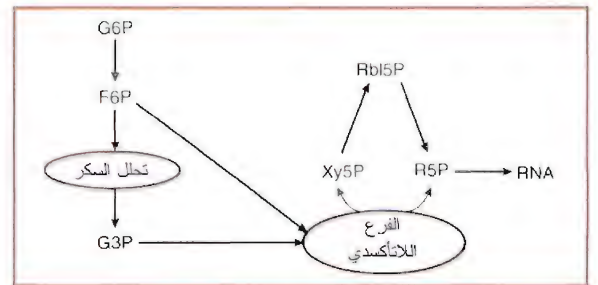 G6P
F6P
تحلل السكر
G3P
Rbl5P
Xy5P
R5P
RNA
الفرع
اللاتأكسدي